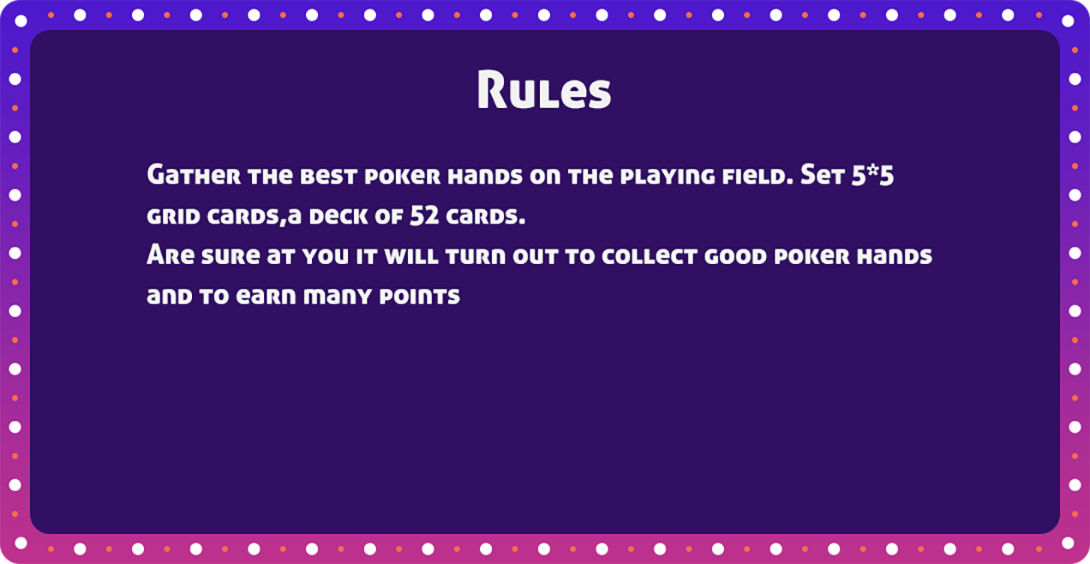 Rules
Gather the best poker hands on the playing field. Set 5*5
grid cards,a deck of 52 cards.
Are sure at you it will turn out to collect good poker hands
and to earn many points